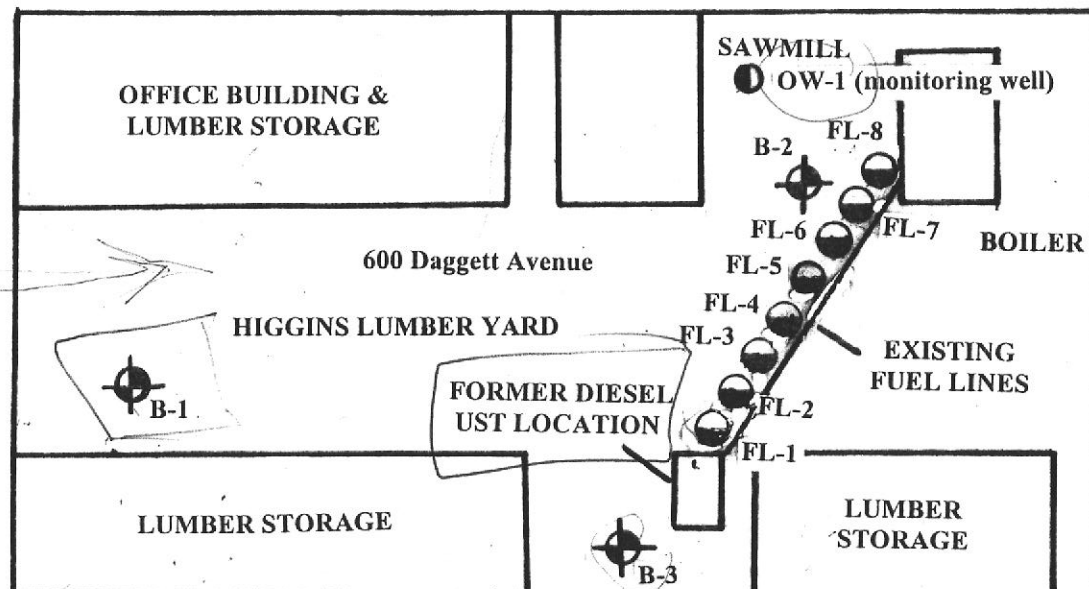 SAWMILL
OFFICE BUILDING &
LUMBER STORAGE
OW-1 (monitoring well)
FL-8
B-2
FL-7
FL-6
BOILER
600 Daggett Avenue
FL-5
FL-4
HIGGINS LUMBER YARD
FL-3
EXISTING
FUEL LINES
FORMER DIESEL
UST LOCATION
B-1
FL-2
FL-1
LUMBER STORAGE
LUMBER
STORAGE
B-3